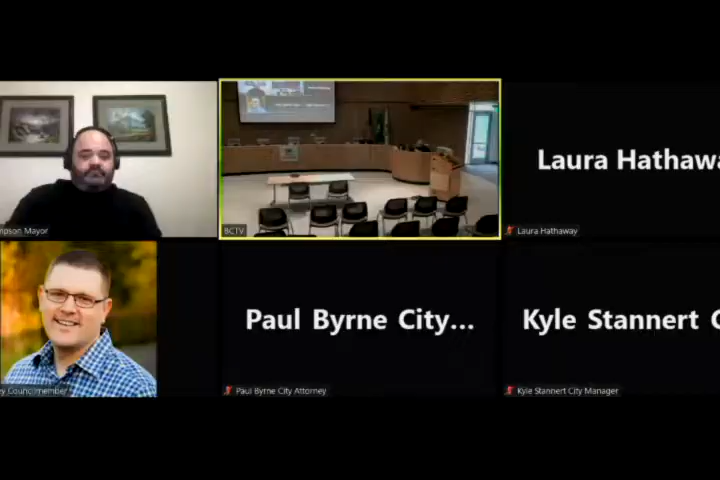 mpson Mayor
BCTV
Laura Hathawa
Laura Hathaway
ey Councilmember
Paul Byrne City...
Paul Byrne City Attorney
Kyle Stannert C
Kyle Stannert City Manager